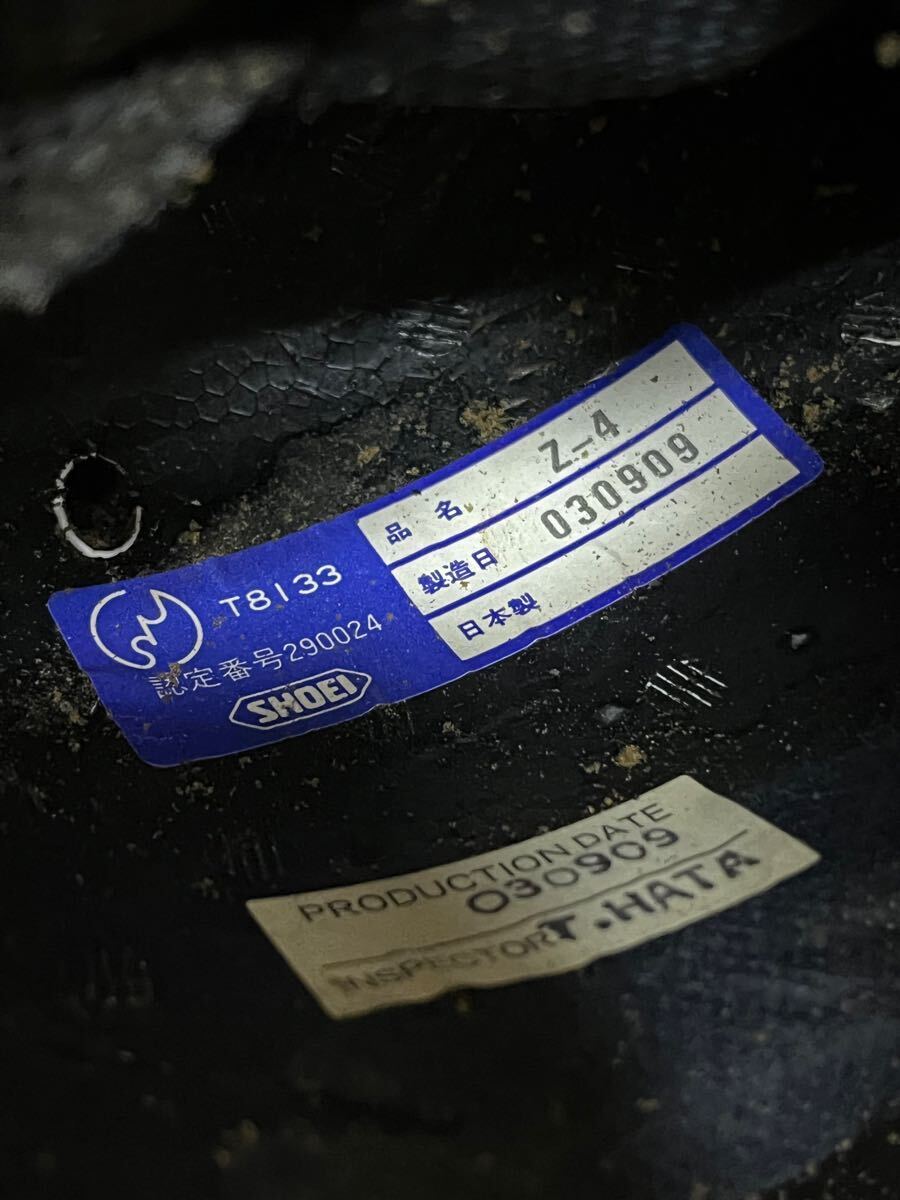 T8133
認定番号290024
SHOEI
品名 Z-4
製造日 030909
日本製
PRODUCTION DATE
030909
INSPECTOR T.HATA